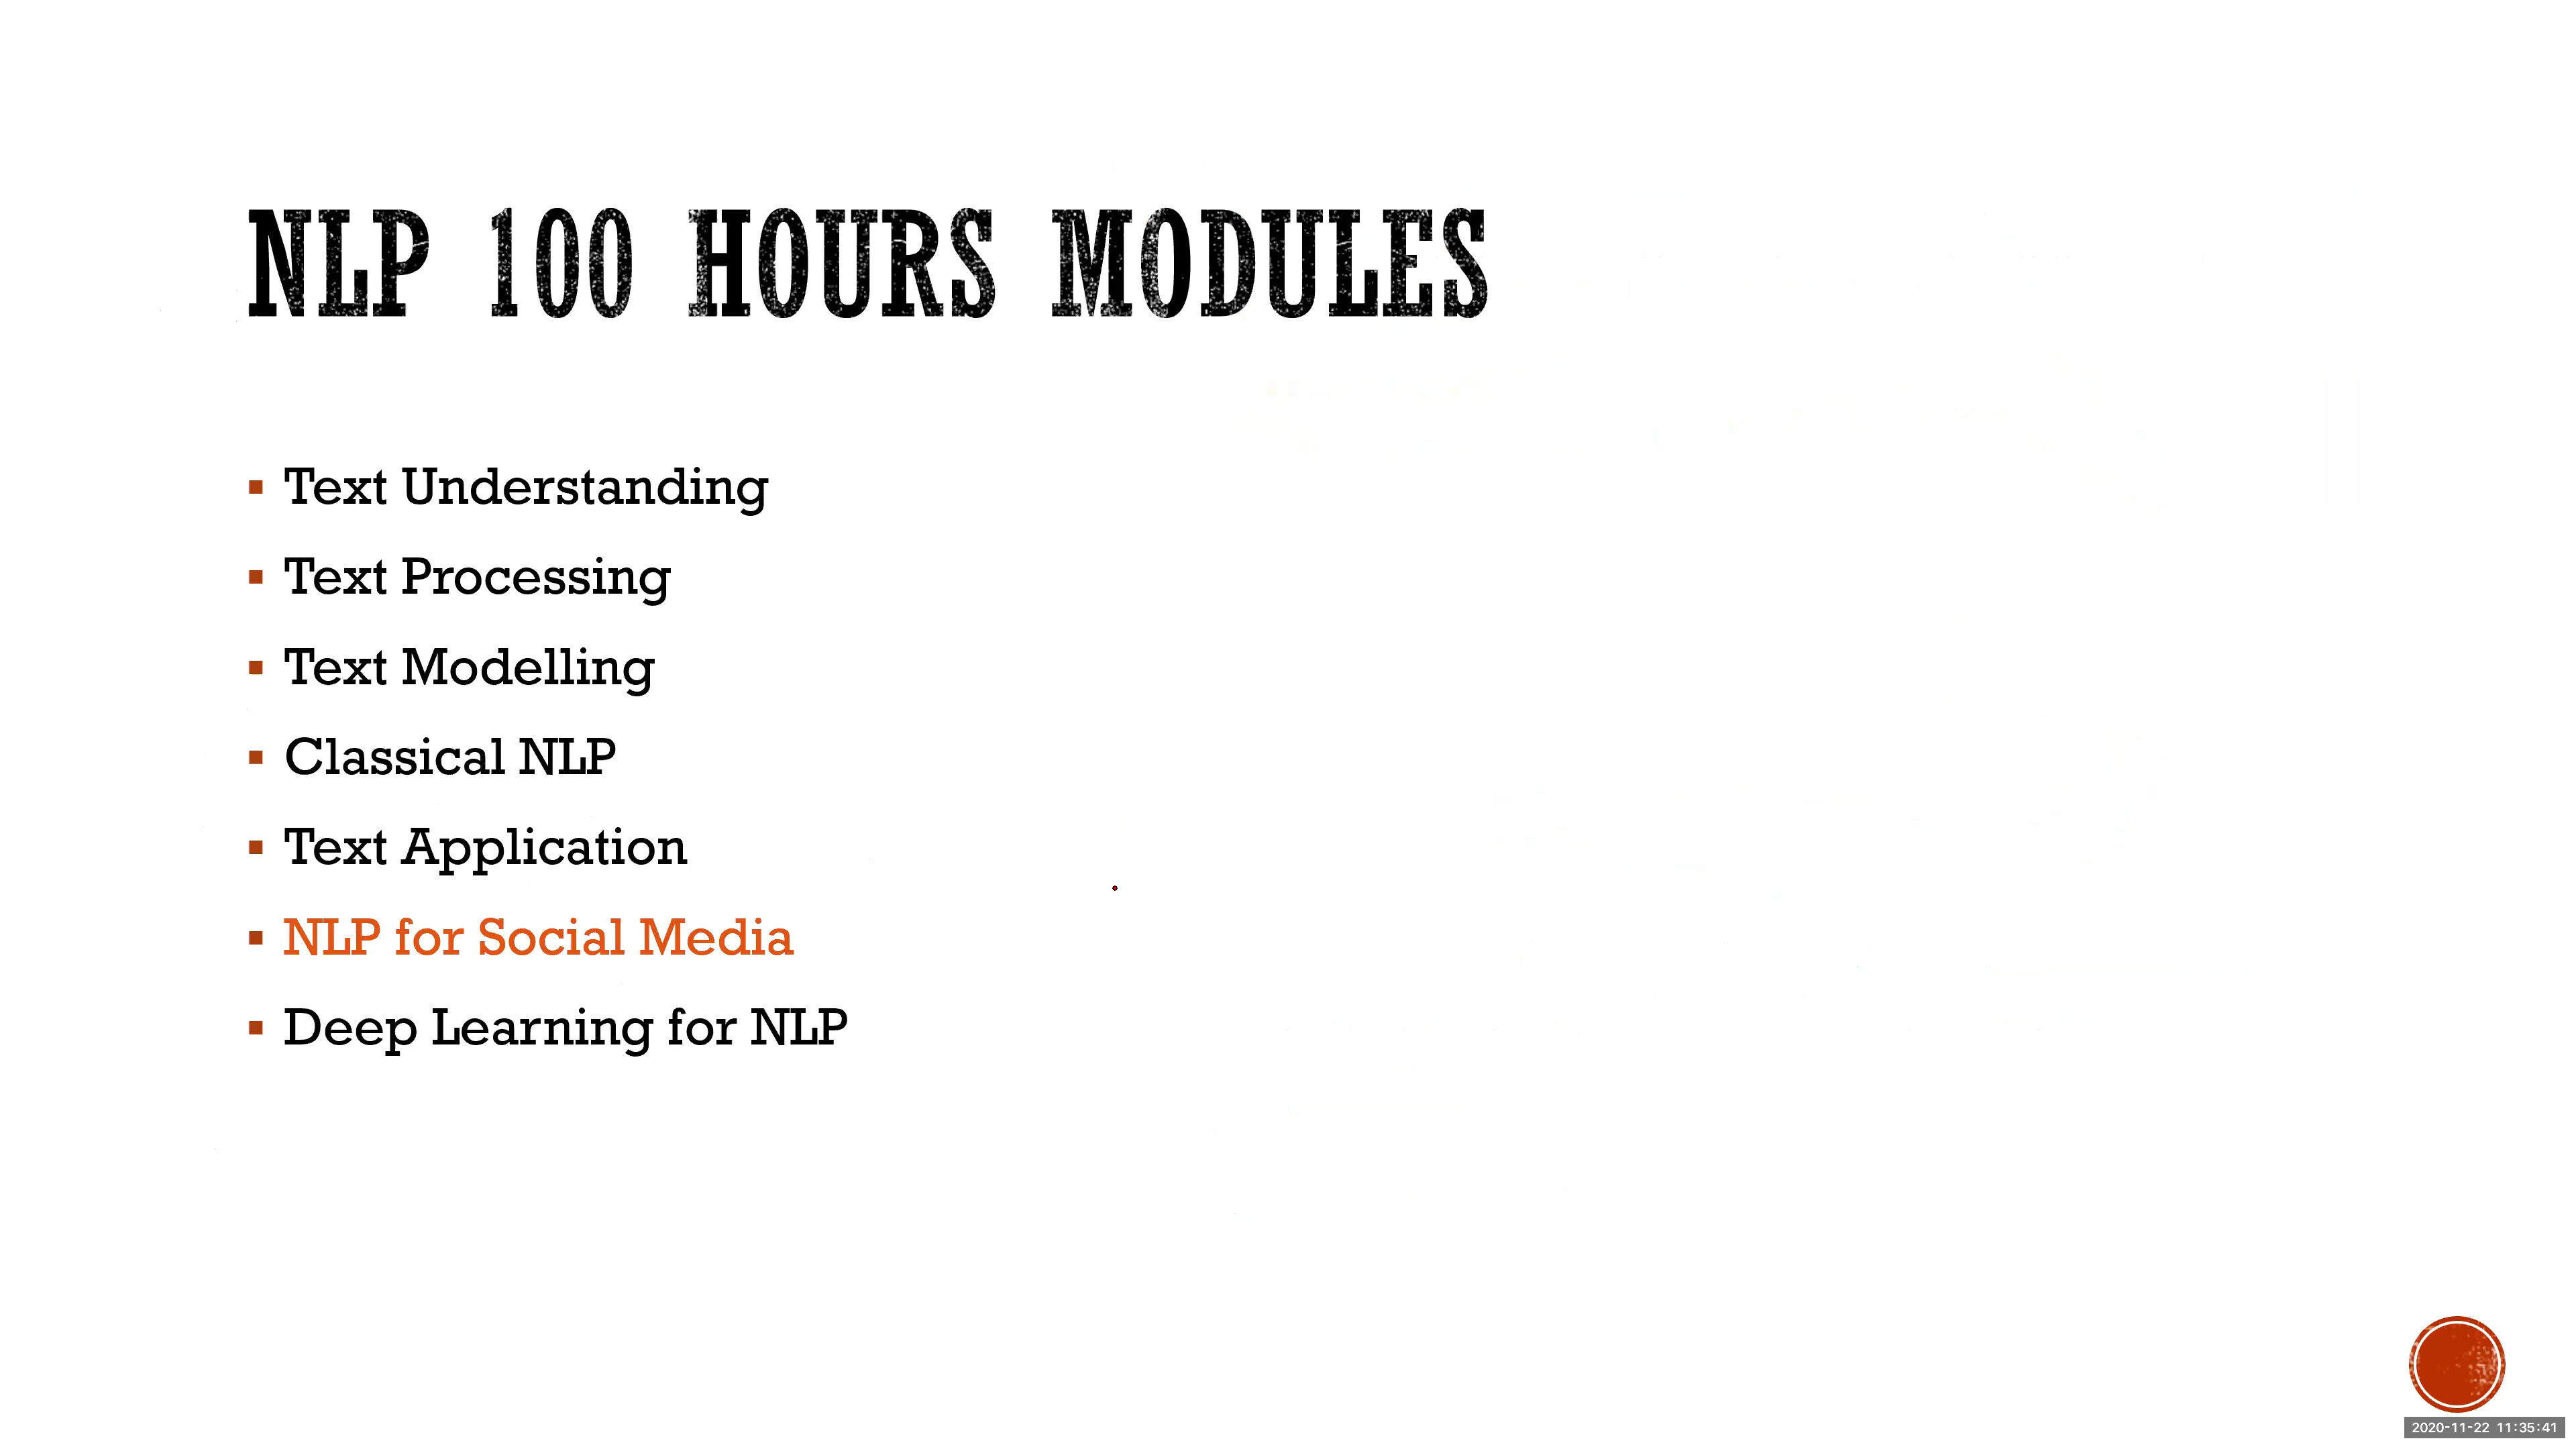 NLP 100 HOURS MODULES
▪ Text Understanding
▪ Text Processing
▪ Text Modelling
▪ Classical NLP
▪ Text Application
▪ NLP for Social Media
▪ Deep Learning for NLP
2020-11-22 11:35:41